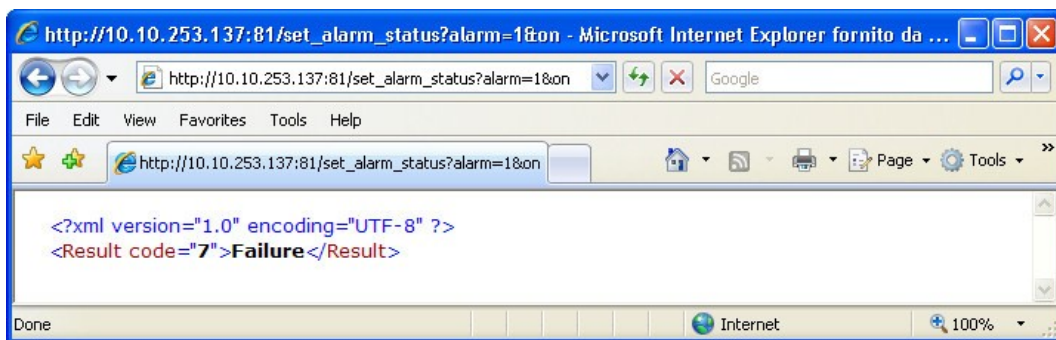 http://10.10.253.137:81/set_alarm_status?alarm=1&on - Microsoft Internet Explorer fornito da ...
http://10.10.253.137:81/set_alarm_status?alarm=1&on Google
File Edit View Favorites Tools Help
http://10.10.253.137:81/set_alarm_status?alarm=1&on Page Tools »
<?xml version="1.0" encoding="UTF-8" ?>
<Result code="7">Failure</Result>
Done Internet 100%